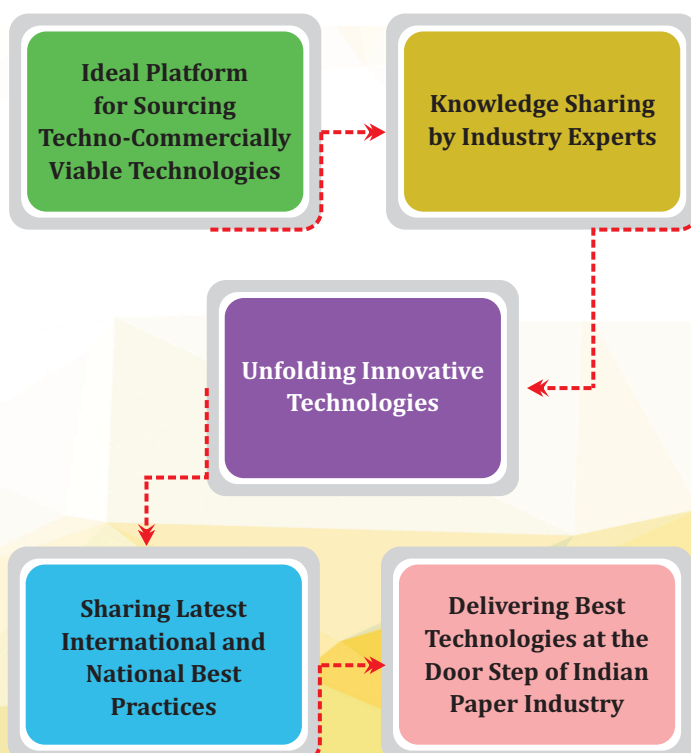 Ideal Platform
for Sourcing
Techno-Commercially
Viable Technologies
Knowledge Sharing
by Industry Experts
Unfolding Innovative
Technologies
Sharing Latest
International and
National Best
Practices
Delivering Best
Technologies at the
Door Step of Indian
Paper Industry